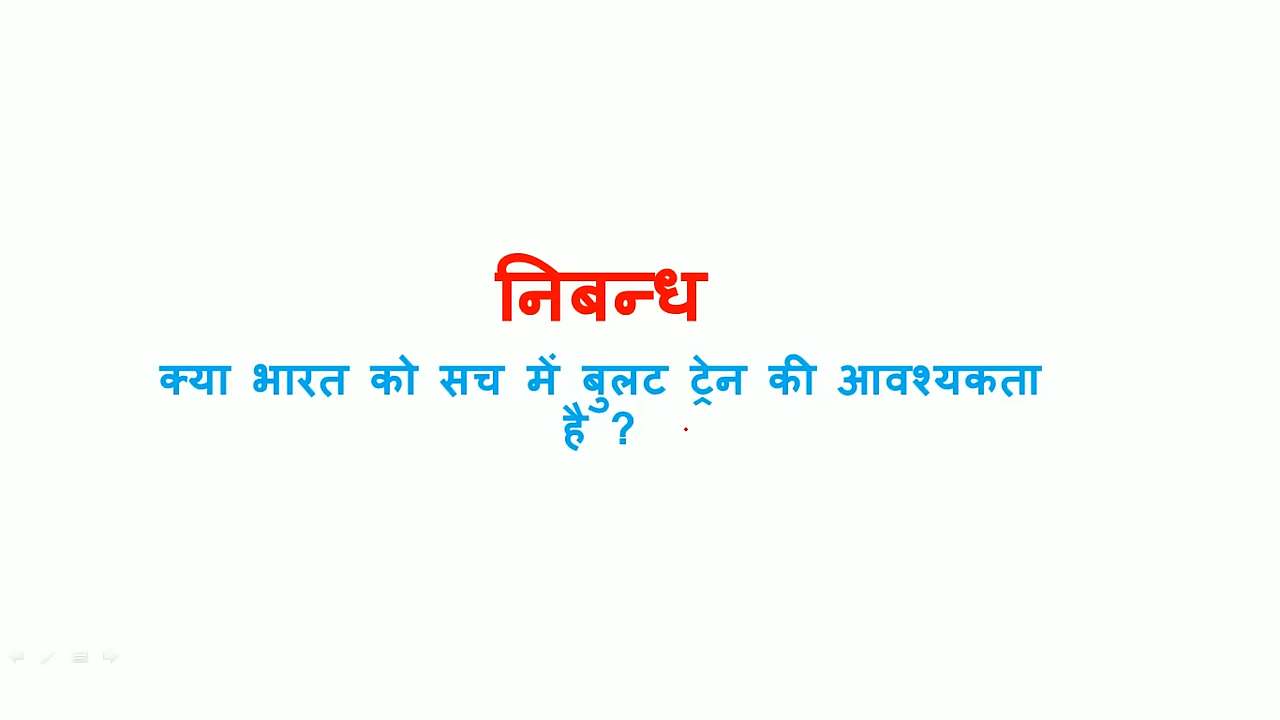 निबन्ध
क्या भारत को सच में बुलट ट्रेन की आवश्यकता
है ?